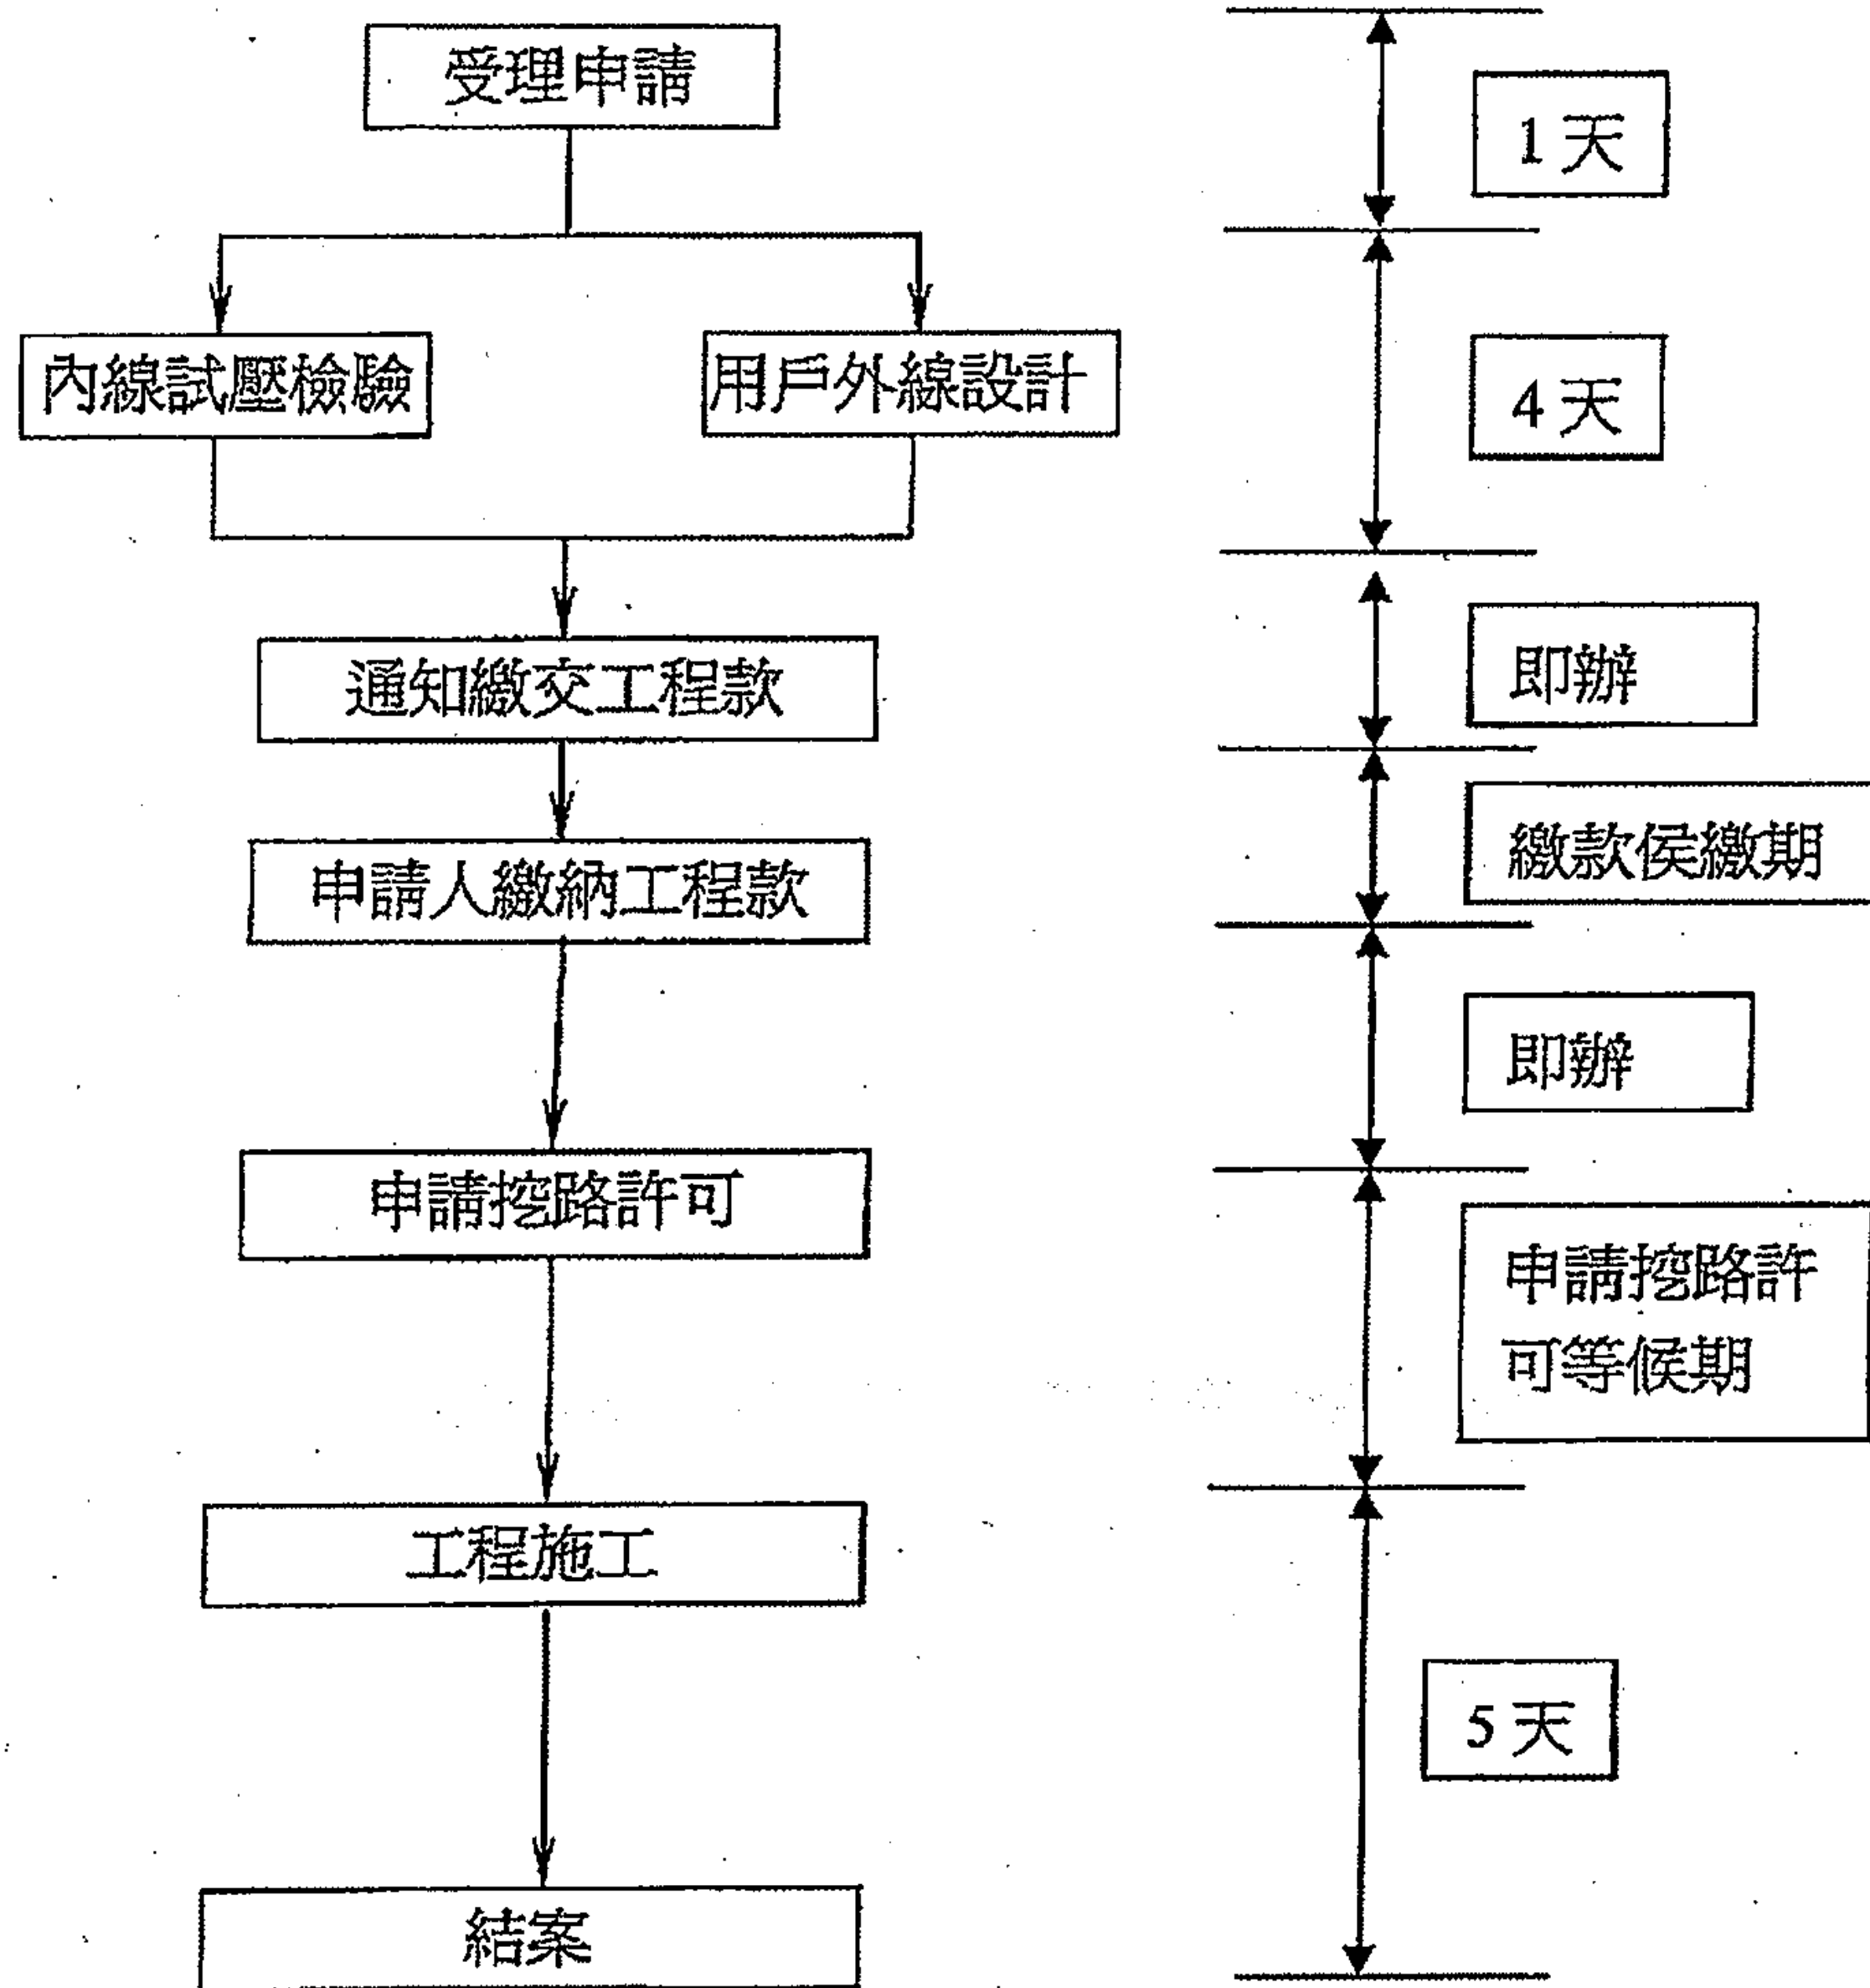 受理申請
1天
內線試壓檢驗
用戶外線設計
4天
通知繳交工程款
即辦
申請人繳納工程款
繳款侯繳期
即辦
申請挖路許可
申請挖路許
可等候期
工程施工
5天
結案